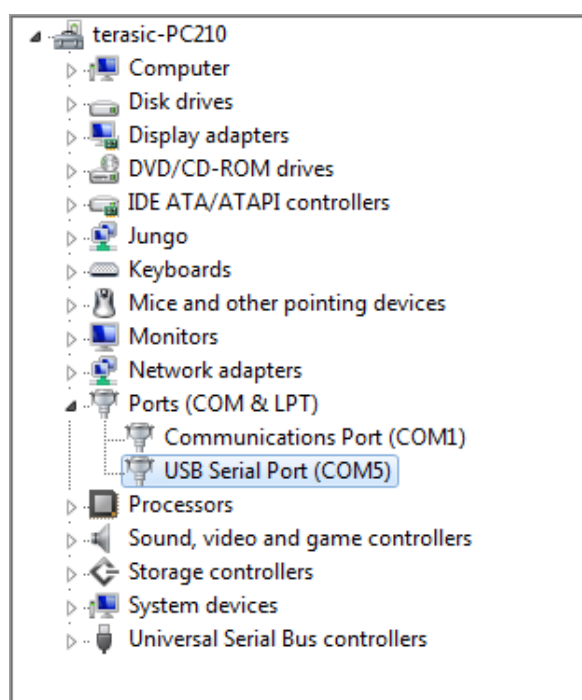 terasic-PC210
Computer
Disk drives
Display adapters
DVD/CD-ROM drives
IDE ATA/ATAPI controllers
Jungo
Keyboards
Mice and other pointing devices
Monitors
Network adapters
Ports (COM & LPT)
Communications Port (COM1)
USB Serial Port (COM5)
Processors
Sound, video and game controllers
Storage controllers
System devices
Universal Serial Bus controllers